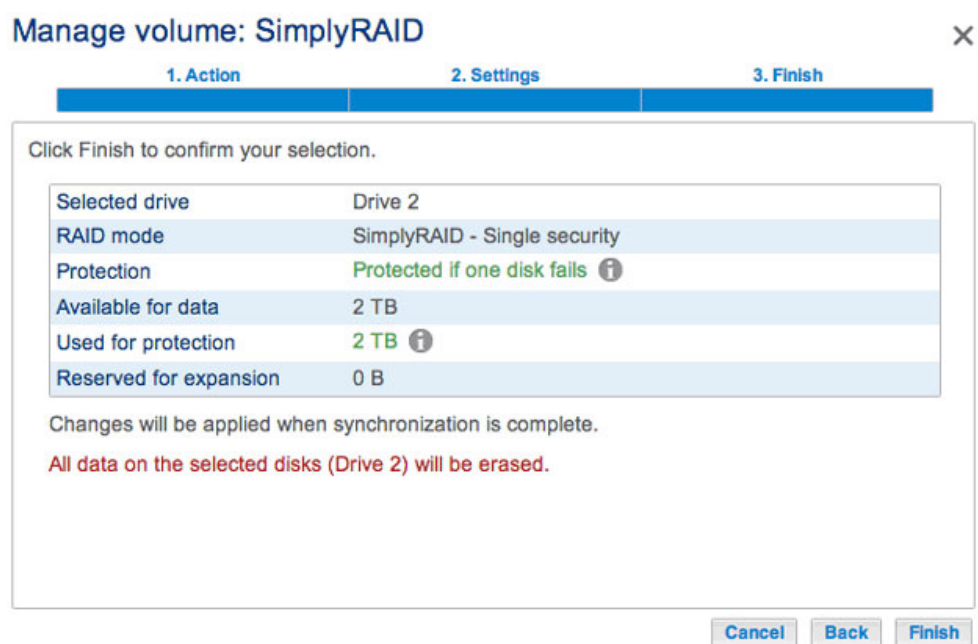 Manage volume: SimplyRAID
1. Action 2. Settings 3. Finish
Click Finish to confirm your selection.
Selected drive Drive 2
RAID mode SimplyRAID - Single security
Protection Protected if one disk fails i
Available for data 2 TB
Used for protection 2 TB i
Reserved for expansion 0 B
Changes will be applied when synchronization is complete.
All data on the selected disks (Drive 2) will be erased.
Cancel Back Finish